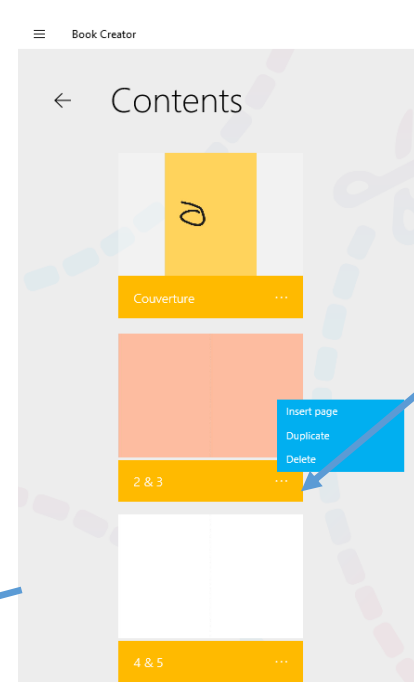 Book Creator
Contents
Couverture
Insert page
Duplicate
Delete
2 & 3
4 & 5